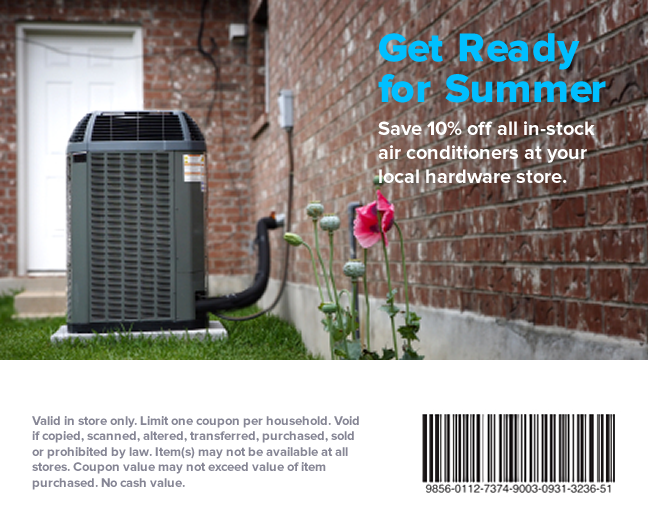 Get Ready
for Summer
Save 10% off all in-stock
air conditioners at your
local hardware store.
Valid in store only. Limit one coupon per household. Void
if copied, scanned, altered, transferred, purchased, sold
or prohibited by law. Item(s) may not be available at all
stores. Coupon value may not exceed value of item
purchased. No cash value.
9856-0112-7374-9003-0931-3236-51